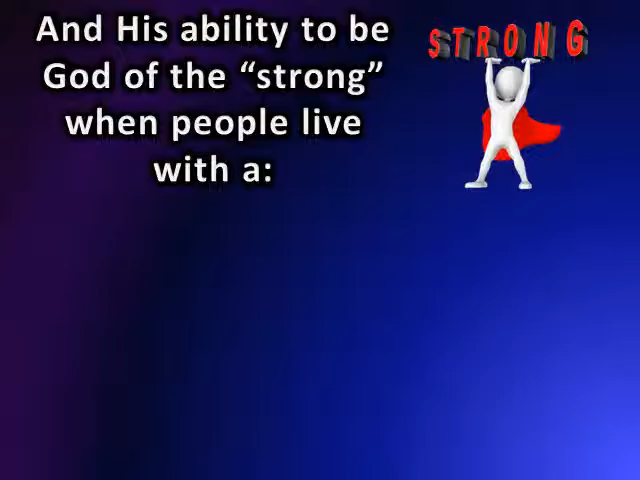 And His ability to be
God of the “strong”
when people live
with a:
STRONG